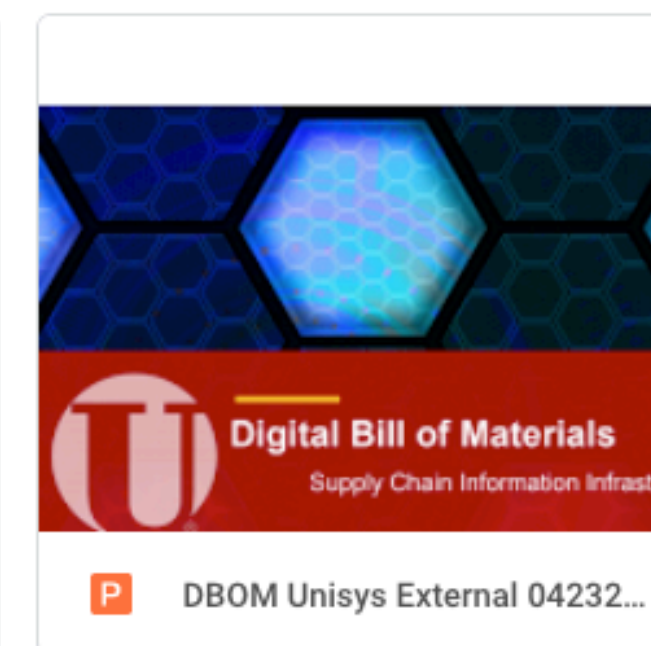 U
Digital Bill of Materials
Supply Chain Information Infrast
P
DBOM Unisys External 04232...